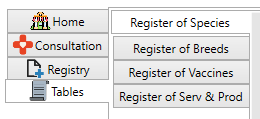 Home
Consultation
Registry
Tables
Register of Species
Register of Breeds
Register of Vaccines
Register of Serv & Prod